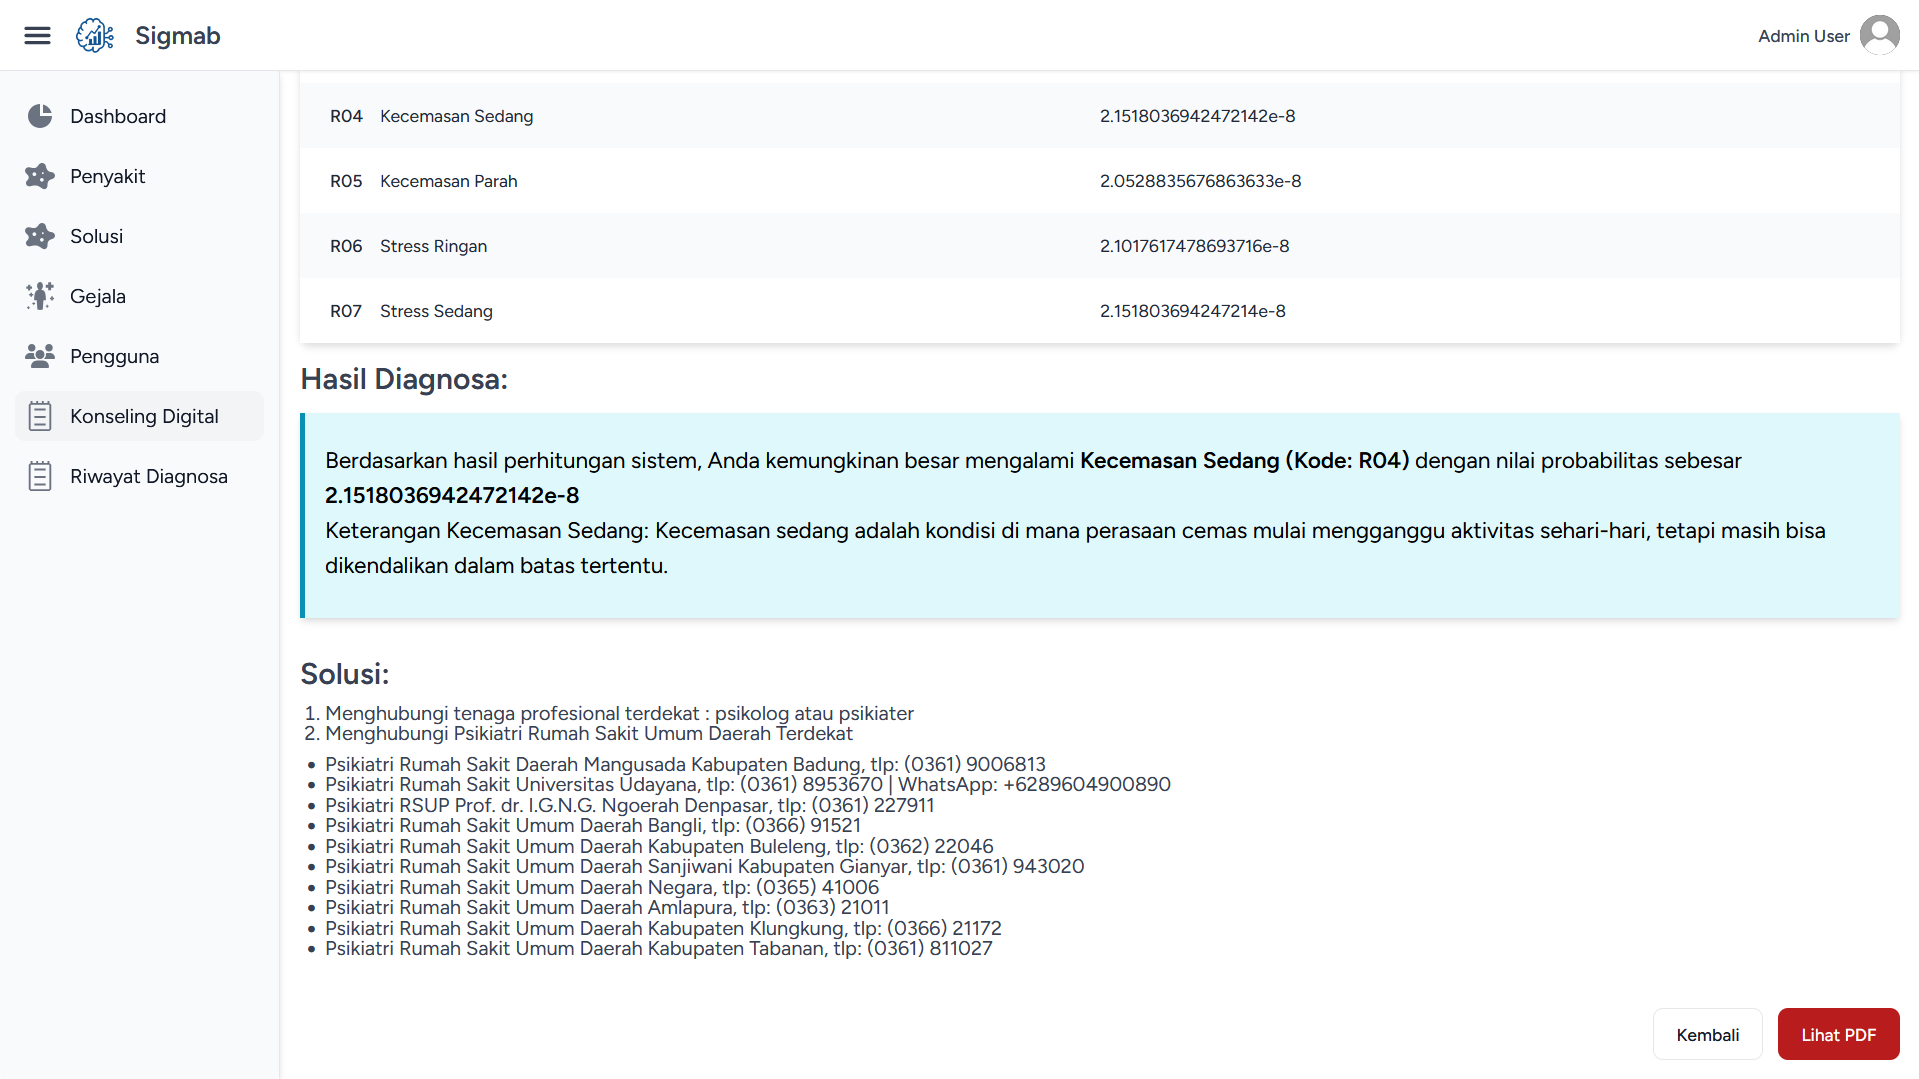 Sigmab
Admin User
Dashboard
Penyakit
Solusi
Gejala
Pengguna
Konseling Digital
Riwayat Diagnosa
R04 Kecemasan Sedang 2.1518036942472142e-8
R05 Kecemasan Parah 2.0528835676863633e-8
R06 Stress Ringan 2.1017617478693716e-8
R07 Stress Sedang 2.151803694247214e-8
Hasil Diagnosa:
Berdasarkan hasil perhitungan sistem, Anda kemungkinan besar mengalami Kecemasan Sedang (Kode: R04) dengan nilai probabilitas sebesar
2.1518036942472142e-8
Keterangan Kecemasan Sedang: Kecemasan sedang adalah kondisi di mana perasaan cemas mulai mengganggu aktivitas sehari-hari, tetapi masih bisa
dikendalikan dalam batas tertentu.
Solusi:
1. Menghubungi tenaga profesional terdekat : psikolog atau psikiater
2. Menghubungi Psikiatri Rumah Sakit Umum Daerah Terdekat
• Psikiatri Rumah Sakit Daerah Mangusada Kabupaten Badung, tlp: (0361) 9006813
• Psikiatri Rumah Sakit Universitas Udayana, tlp: (0361) 8953670 | WhatsApp: +6289604900890
• Psikiatri RSUP Prof. dr. I.G.N.G. Ngoerah Denpasar, tlp: (0361) 227911
• Psikiatri Rumah Sakit Umum Daerah Bangli, tlp: (0366) 91521
• Psikiatri Rumah Sakit Umum Daerah Kabupaten Buleleng, tlp: (0362) 22046
• Psikiatri Rumah Sakit Umum Daerah Sanjiwani Kabupaten Gianyar, tlp: (0361) 943020
• Psikiatri Rumah Sakit Umum Daerah Negara, tlp: (0365) 41006
• Psikiatri Rumah Sakit Umum Daerah Amlapura, tlp: (0363) 21011
• Psikiatri Rumah Sakit Umum Daerah Kabupaten Klungkung, tlp: (0366) 21172
• Psikiatri Rumah Sakit Umum Daerah Kabupaten Tabanan, tlp: (0361) 811027
Kembali
Lihat PDF